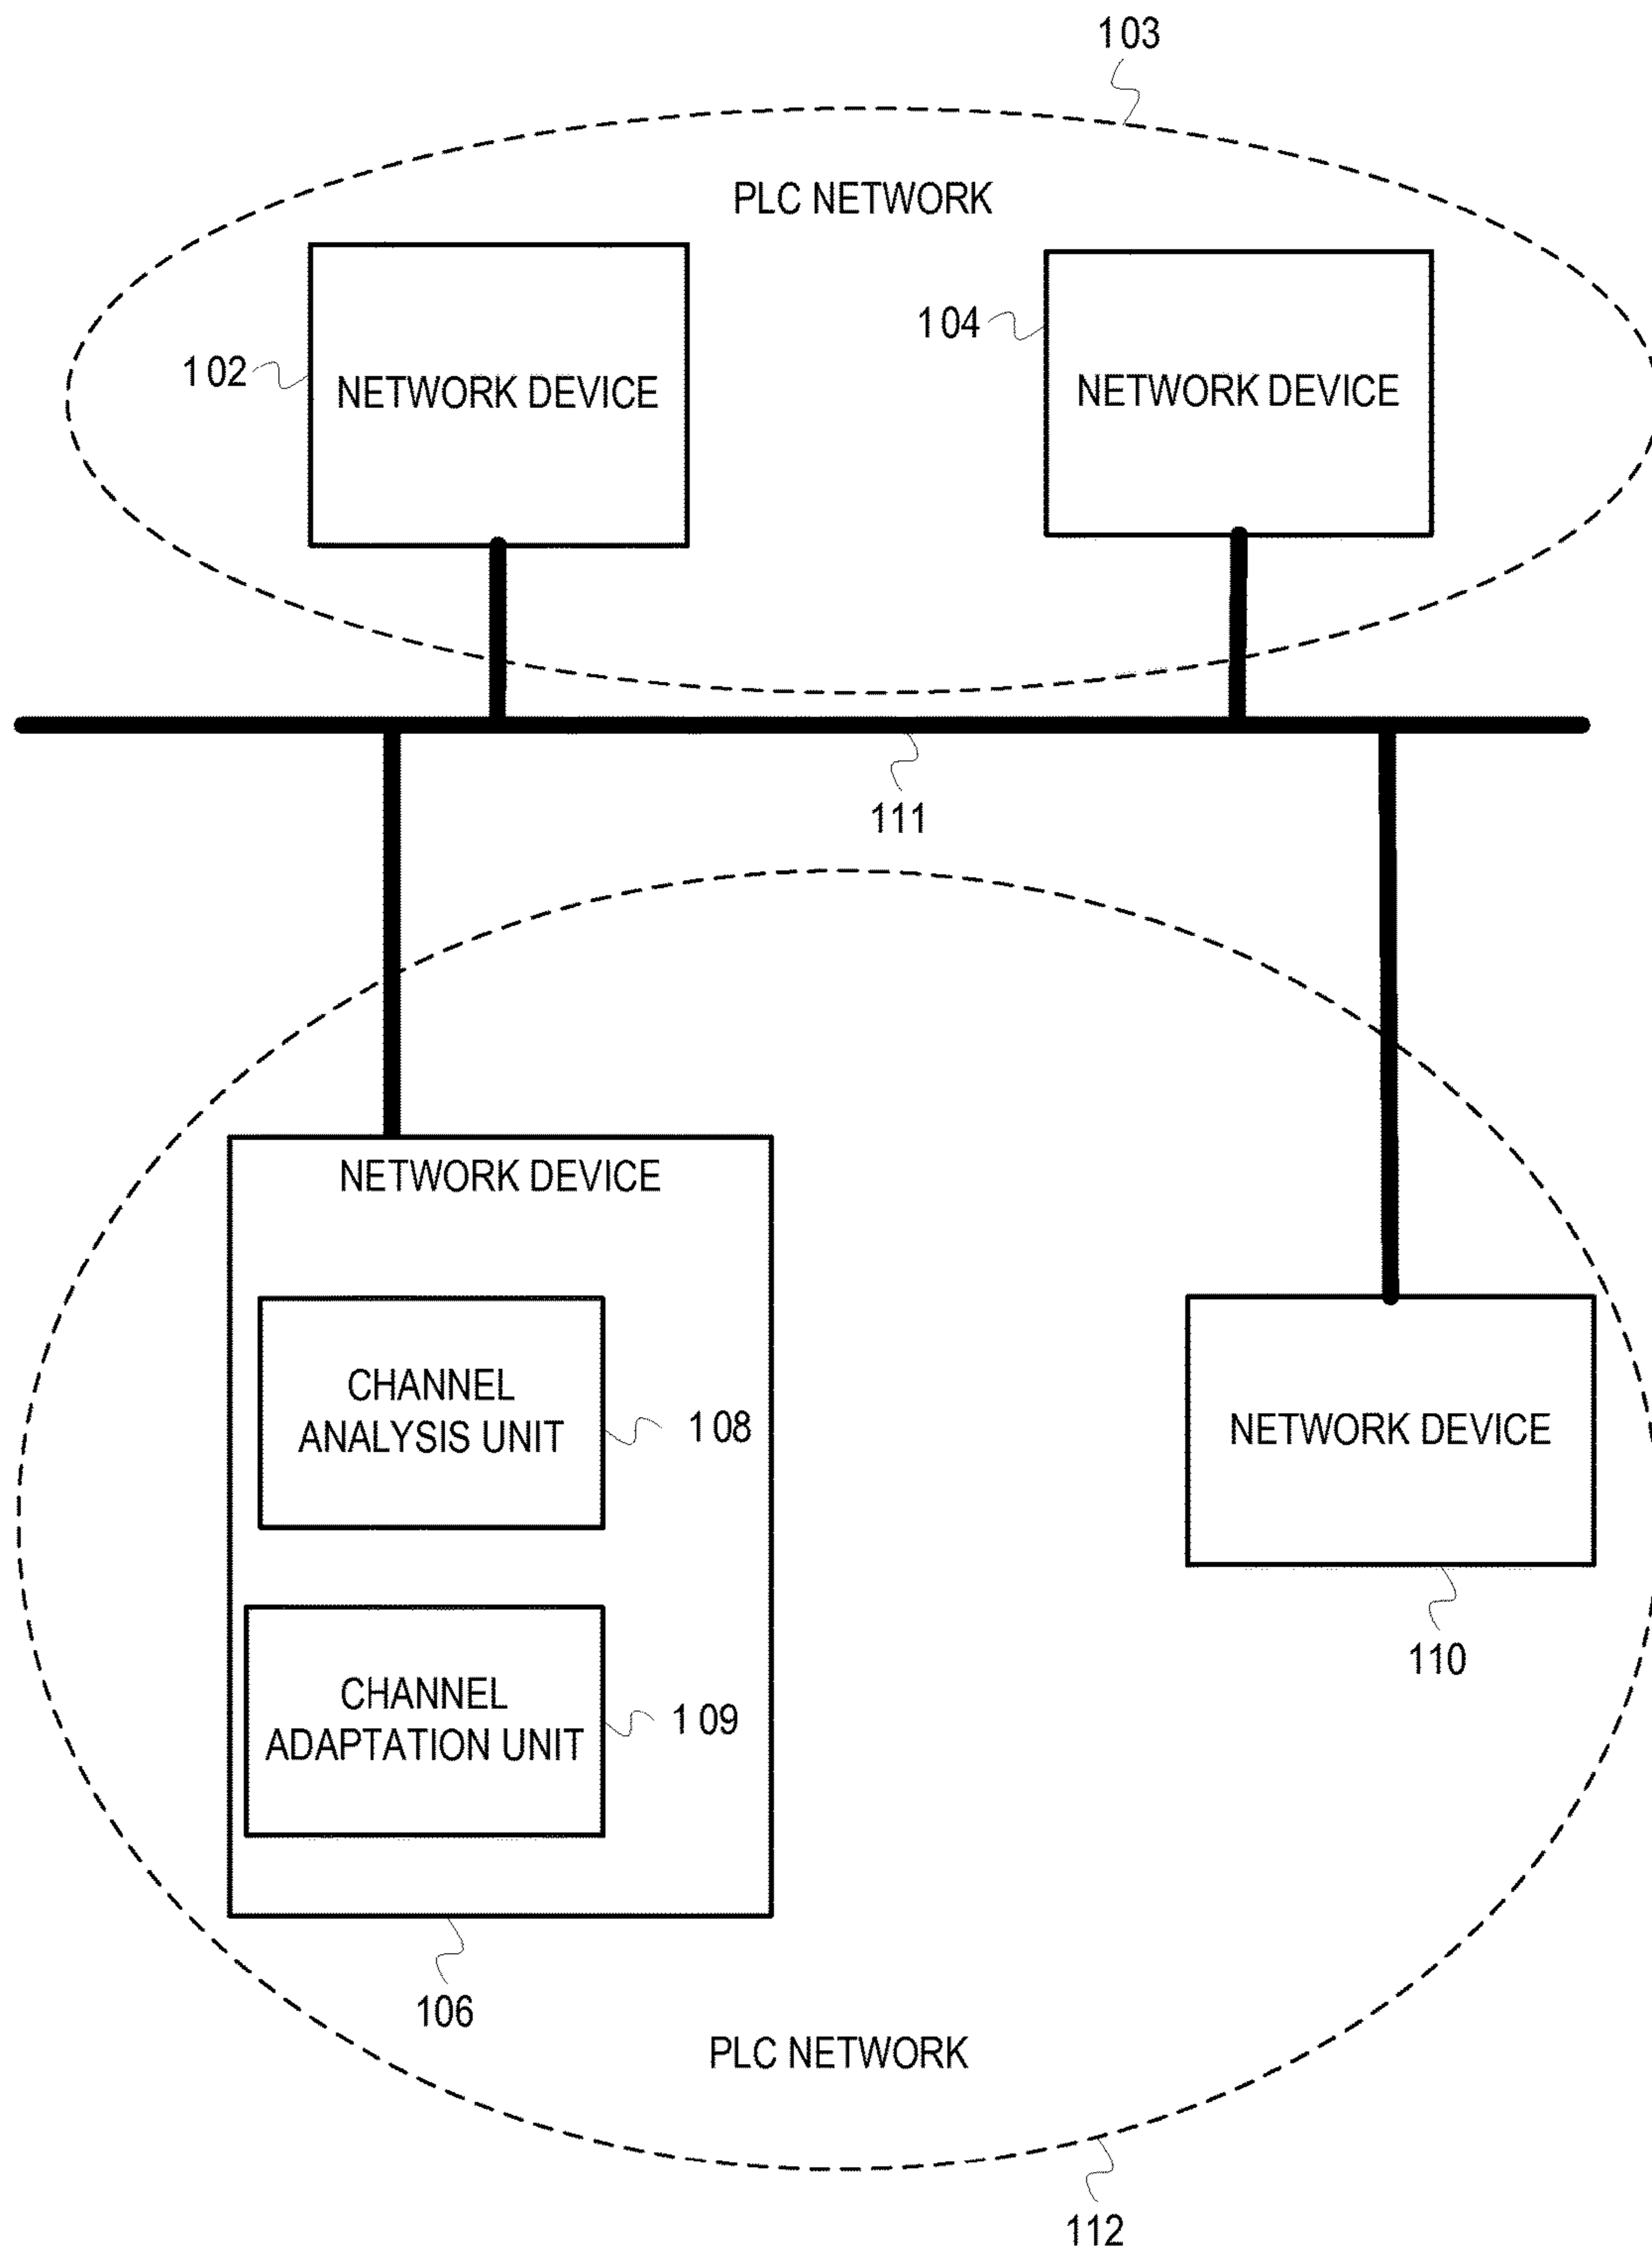 103
PLC NETWORK
104
102
NETWORK DEVICE
NETWORK DEVICE
111
NETWORK DEVICE
CHANNEL
ANALYSIS UNIT
108
NETWORK DEVICE
110
CHANNEL
ADAPTATION UNIT
109
106
PLC NETWORK
112